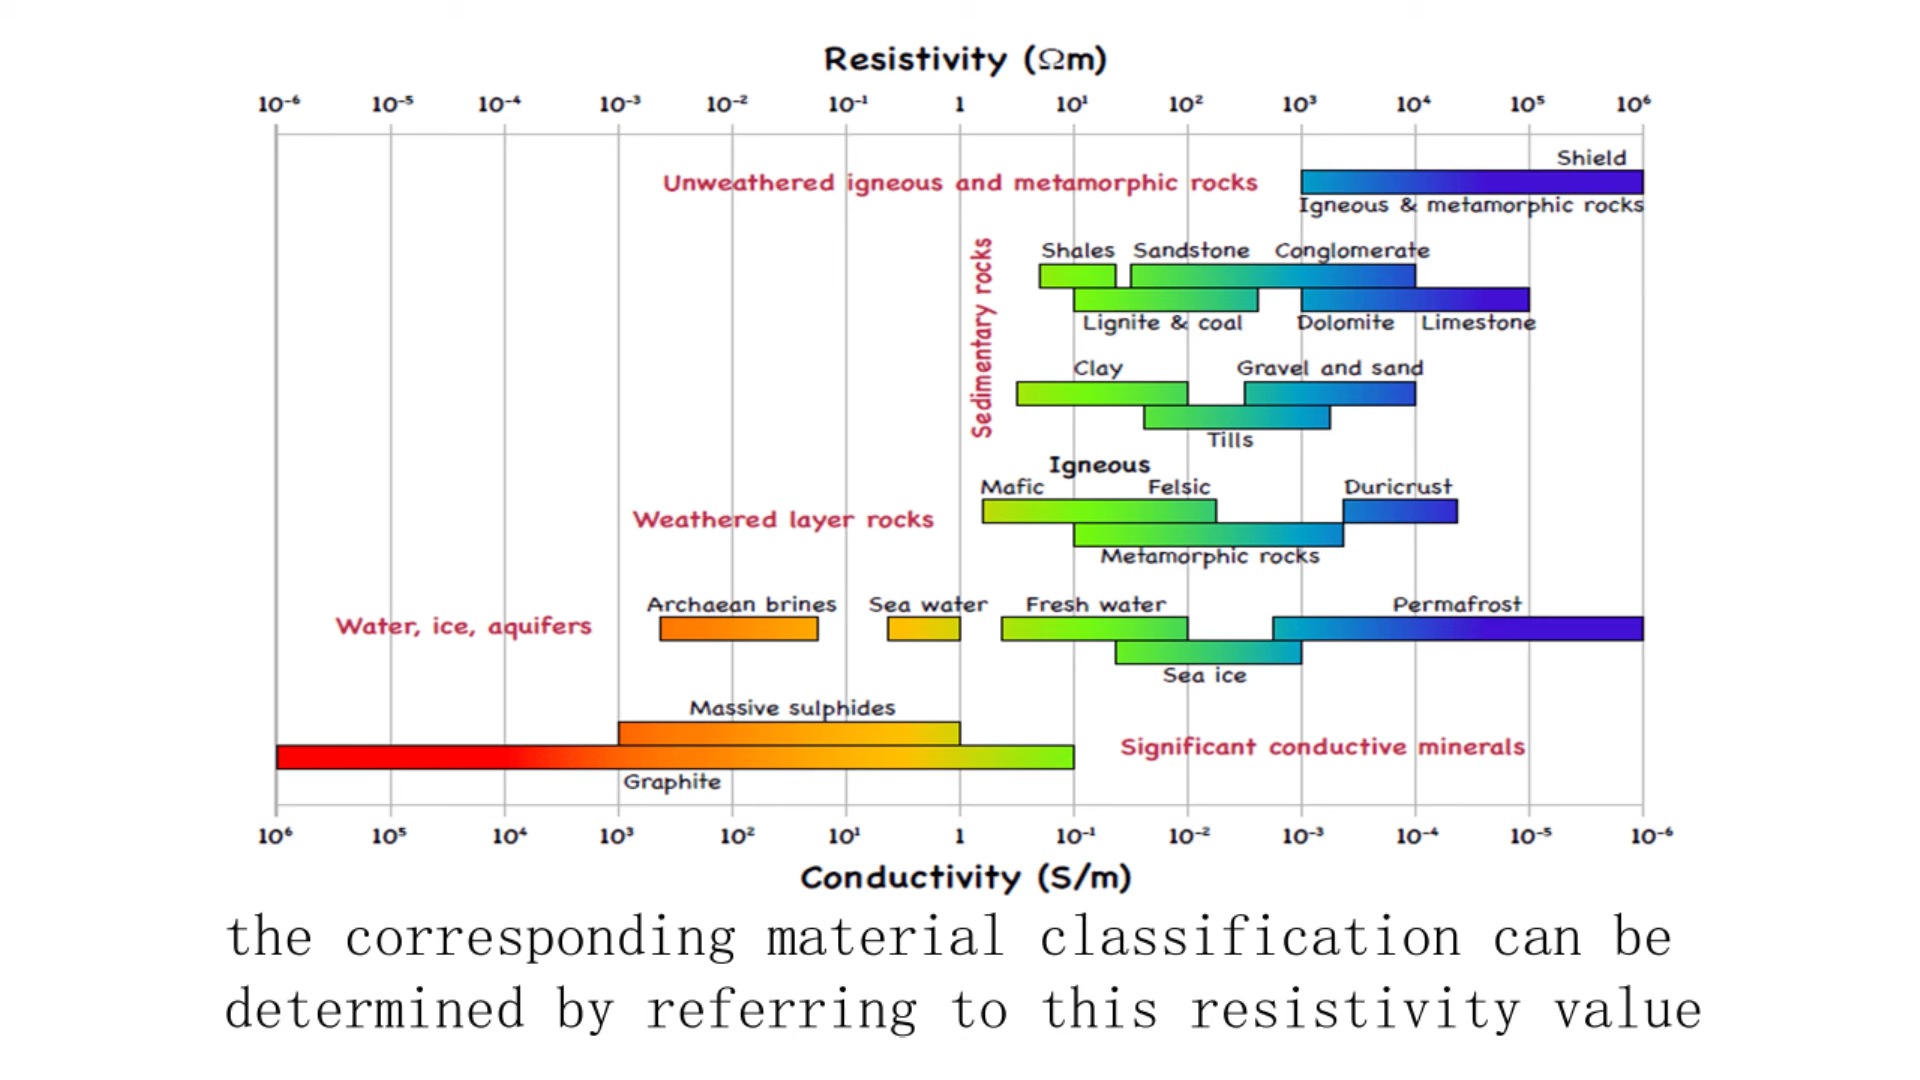 Resistivity (Ωm)
10⁻⁶ 10⁻⁵ 10⁻⁴ 10⁻³ 10⁻² 10⁻¹ 1 10¹ 10² 10³ 10⁴ 10⁵ 10⁶
Shield
Unweathered igneous and metamorphic rocks
Igneous & metamorphic rocks
Sedimentary rocks
Shales Sandstone Conglomerate
Lignite & coal Dolomite Limestone
Clay Gravel and sand
Tills
Igneous
Mafic Felsic Duricrust
Weathered layer rocks
Metamorphic rocks
Archaean brines Sea water Fresh water Permafrost
Water, ice, aquifers
Sea ice
Massive sulphides
Significant conductive minerals
Graphite
10⁶ 10⁵ 10⁴ 10³ 10² 10¹ 1 10⁻¹ 10⁻² 10⁻³ 10⁻⁴ 10⁻⁵ 10⁻⁶
Conductivity (S/m)
the corresponding material classification can be
determined by referring to this resistivity value